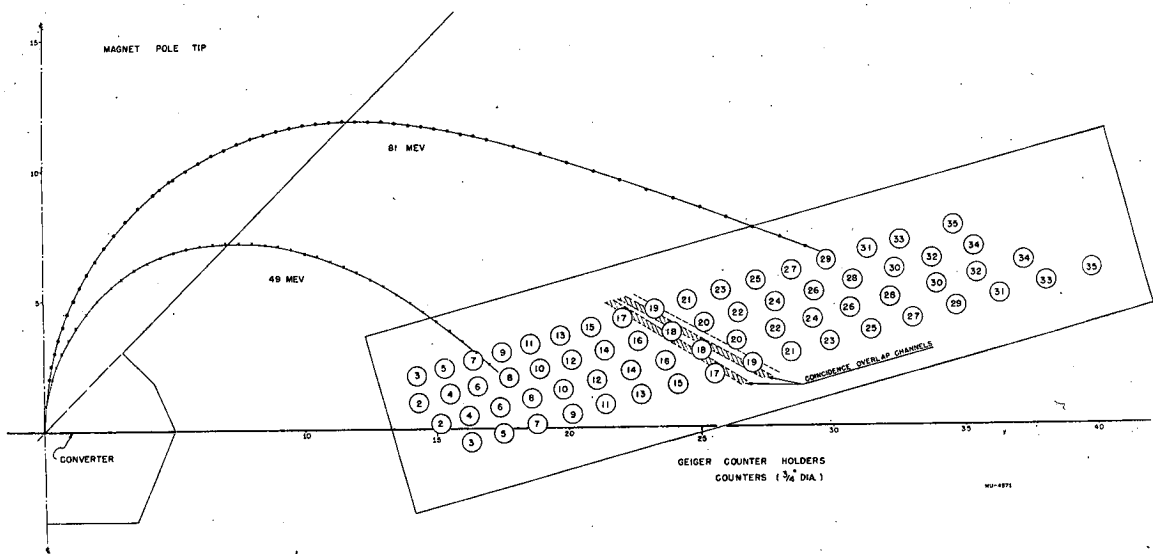 15
MAGNET POLE TIP
10
81 MEV
49 MEV
5
3 5 7 9 11 13 15 17 19 21 23 25 27 29 31 33 35
2 4 6 8 10 12 14 16 18 20 22 24 26 28 30 32 34
2 4 6 8 10 12 14 16 18 20 22 24 26 28 30 32 34
3 5 7 9 11 13 15 17 19 21 23 25 27 29 31 33 35
COINCIDENCE OVERLAP CHANNELS
10 15 20 25 30 35 Y 40
CONVERTER
GEIGER COUNTER HOLDERS
COUNTERS (3/4" DIA.)
MU-4571